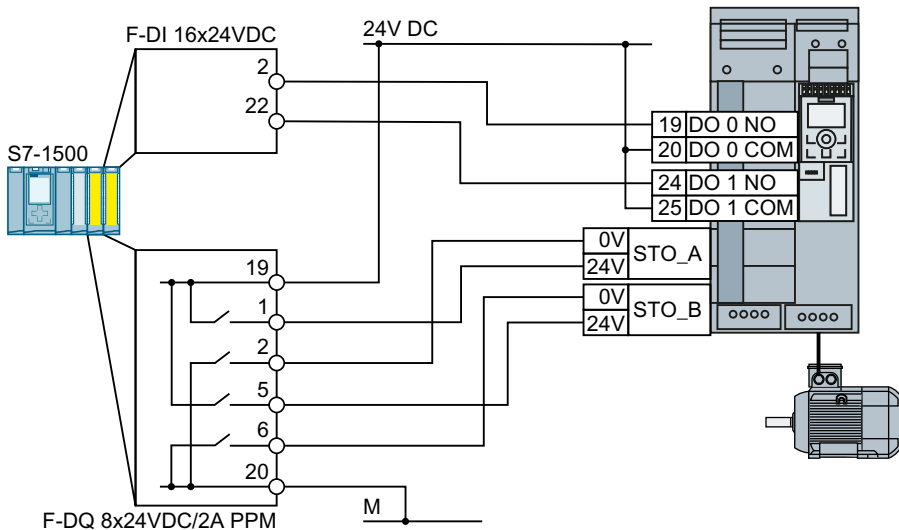 F-DI 16x24VDC
24V DC
2
22
S7-1500
19 DO 0 NO
20 DO 0 COM
24 DO 1 NO
25 DO 1 COM
0V
24V
STO_A
0V
24V
STO_B
19
1
2
5
6
20
M
F-DQ 8x24VDC/2A PPM